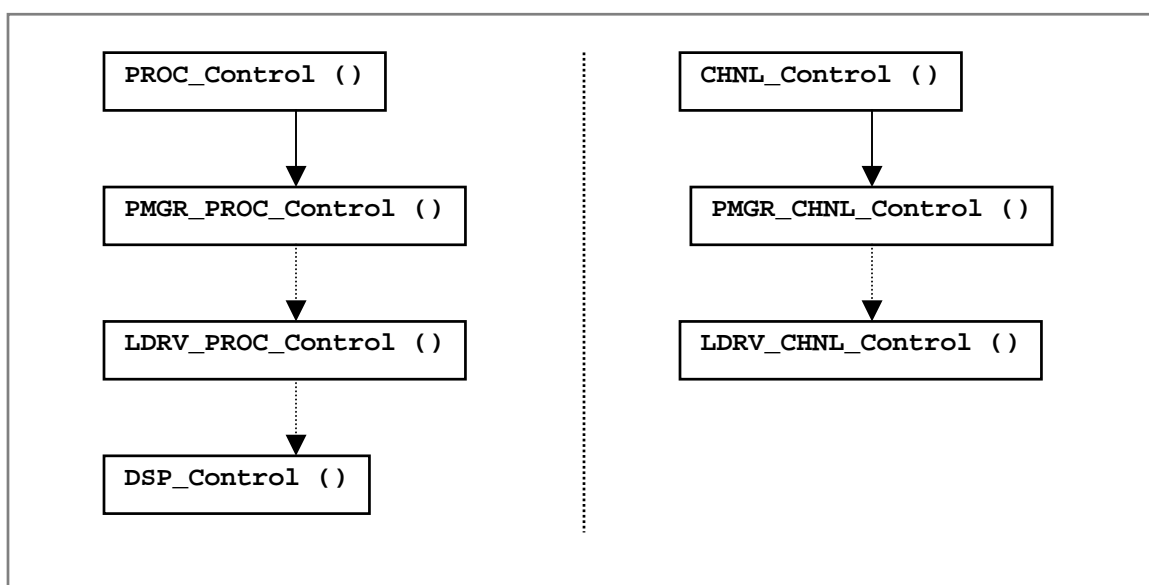 PROC_Control ()
PMGR_PROC_Control ()
LDRV_PROC_Control ()
DSP_Control ()
CHNL_Control ()
PMGR_CHNL_Control ()
LDRV_CHNL_Control ()